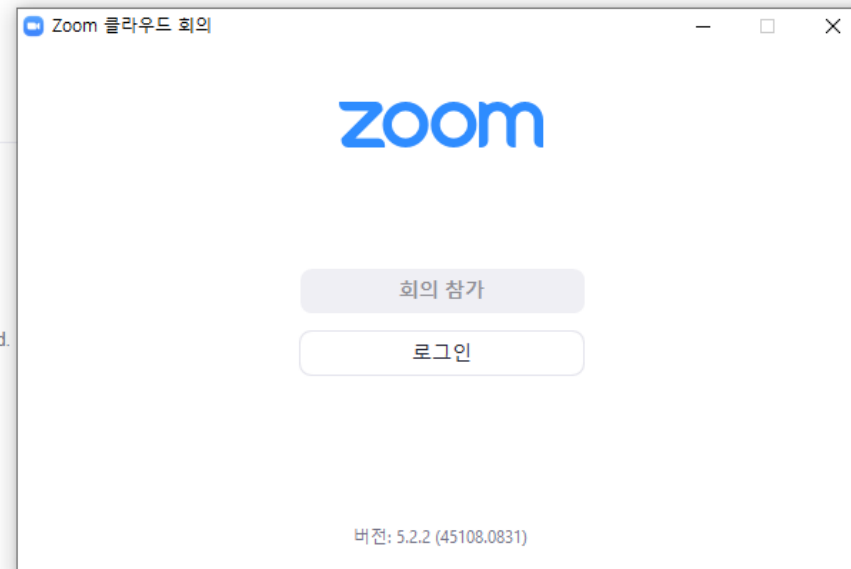 Zoom 클라우드 회의
zoom
회의 참가
d.
로그인
버전: 5.2.2 (45108.0831)